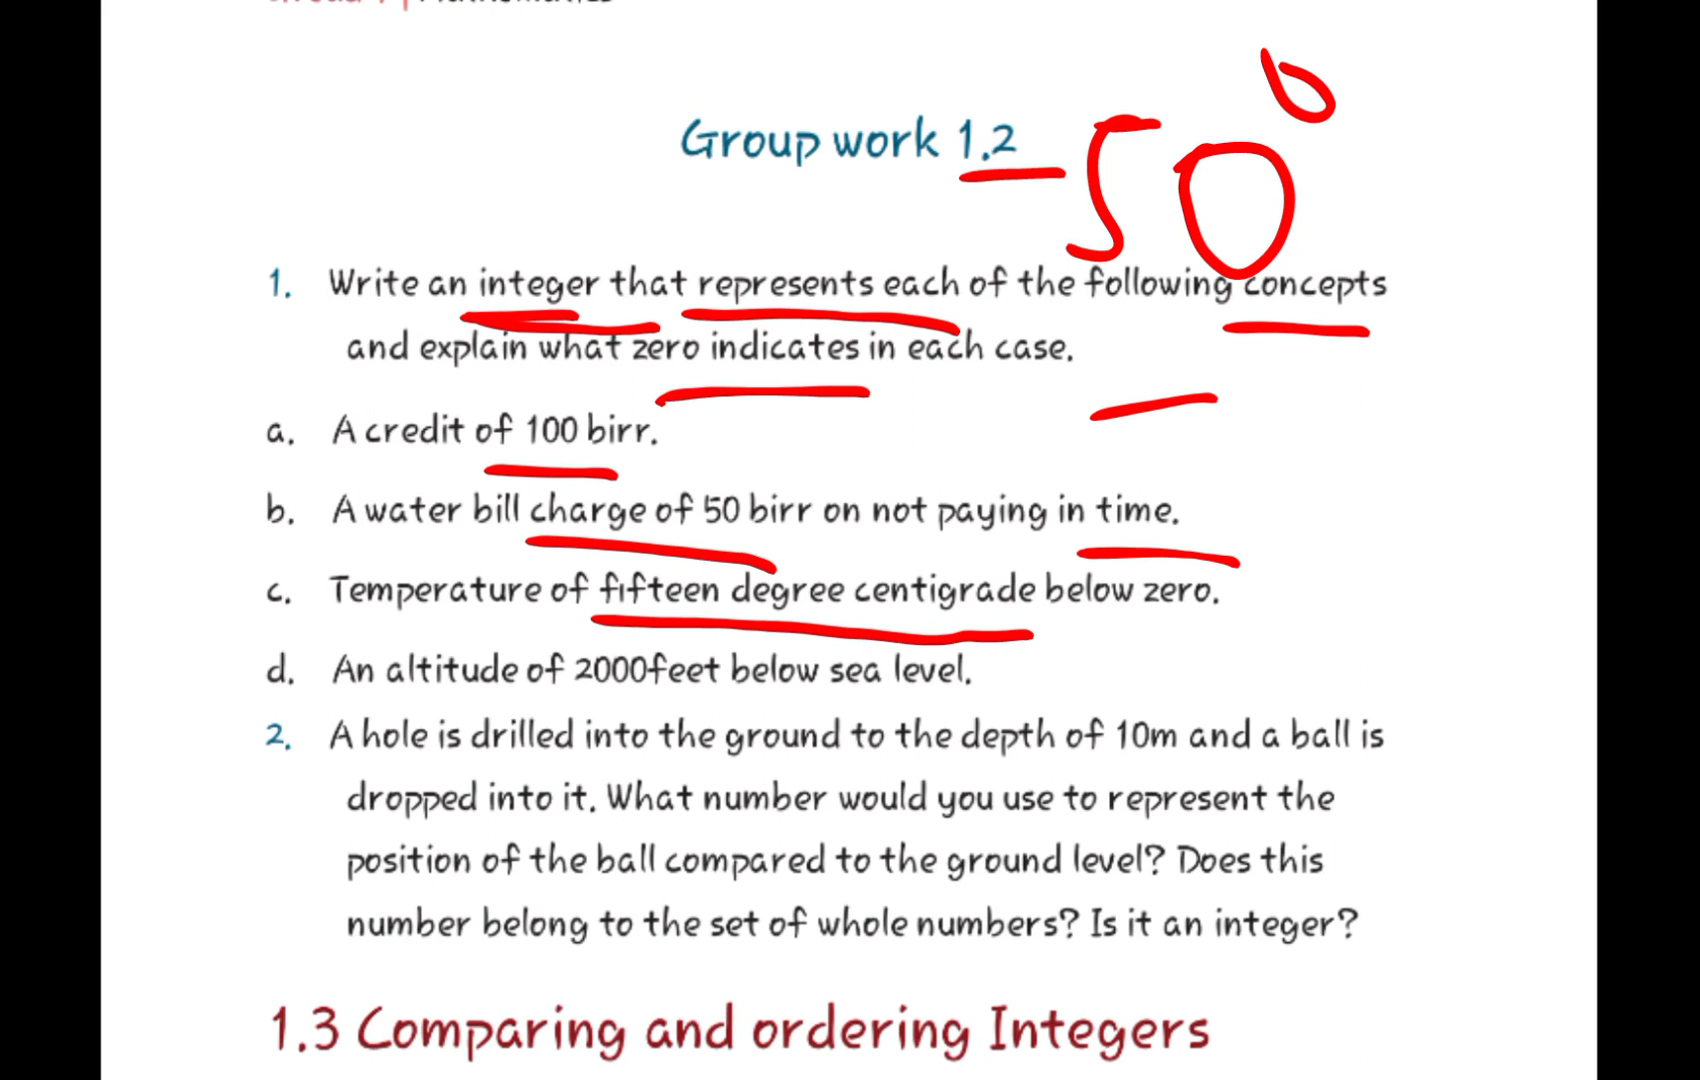 Mathematics
Group work 1.2
50°
1. Write an integer that represents each of the following concepts
and explain what zero indicates in each case.
a. A credit of 100 birr.
b. A water bill charge of 50 birr on not paying in time.
c. Temperature of fifteen degree centigrade below zero.
d. An altitude of 2000feet below sea level.
2. A hole is drilled into the ground to the depth of 10m and a ball is
dropped into it. What number would you use to represent the
position of the ball compared to the ground level? Does this
number belong to the set of whole numbers? Is it an integer?
1.3 Comparing and ordering Integers